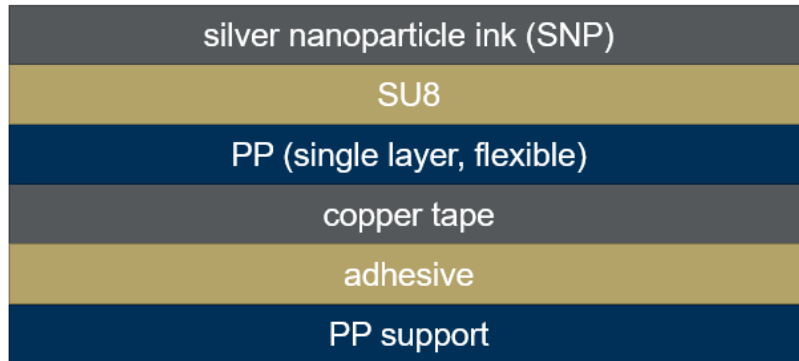 silver nanoparticle ink (SNP)
SU8
PP (single layer, flexible)
copper tape
adhesive
PP support